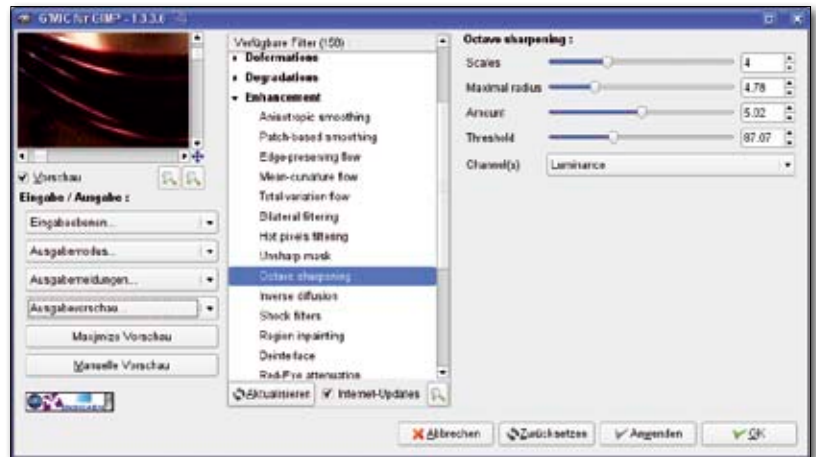 G'MIC für GIMP - 1.3.3.6
Vorschau
Eingabe / Ausgabe :
Eingabeebenen...
Ausgabemodus...
Ausgabemeldungen...
Ausgabevorschau...
Maximize Vorschau
Manuelle Vorschau
Verfügbare Filter (158)
Deformations
Degradations
Enhancement
Anisotropic smoothing
Patch-based smoothing
Edge-preserving flow
Mean-curvature flow
Total variation flow
Bilateral filtering
Hot pixels filtering
Unsharp mask
Octave sharpening
Inverse diffusion
Shock filters
Region inpainting
Deinterlace
Red-Eye attenuation
Aktualisieren
Internet-Updates
Octave sharpening :
Scales 4
Maximal radius 4.78
Amount 5.02
Threshold 87.07
Channel(s) Luminance
Abbrechen
Zurücksetzen
Anwenden
OK